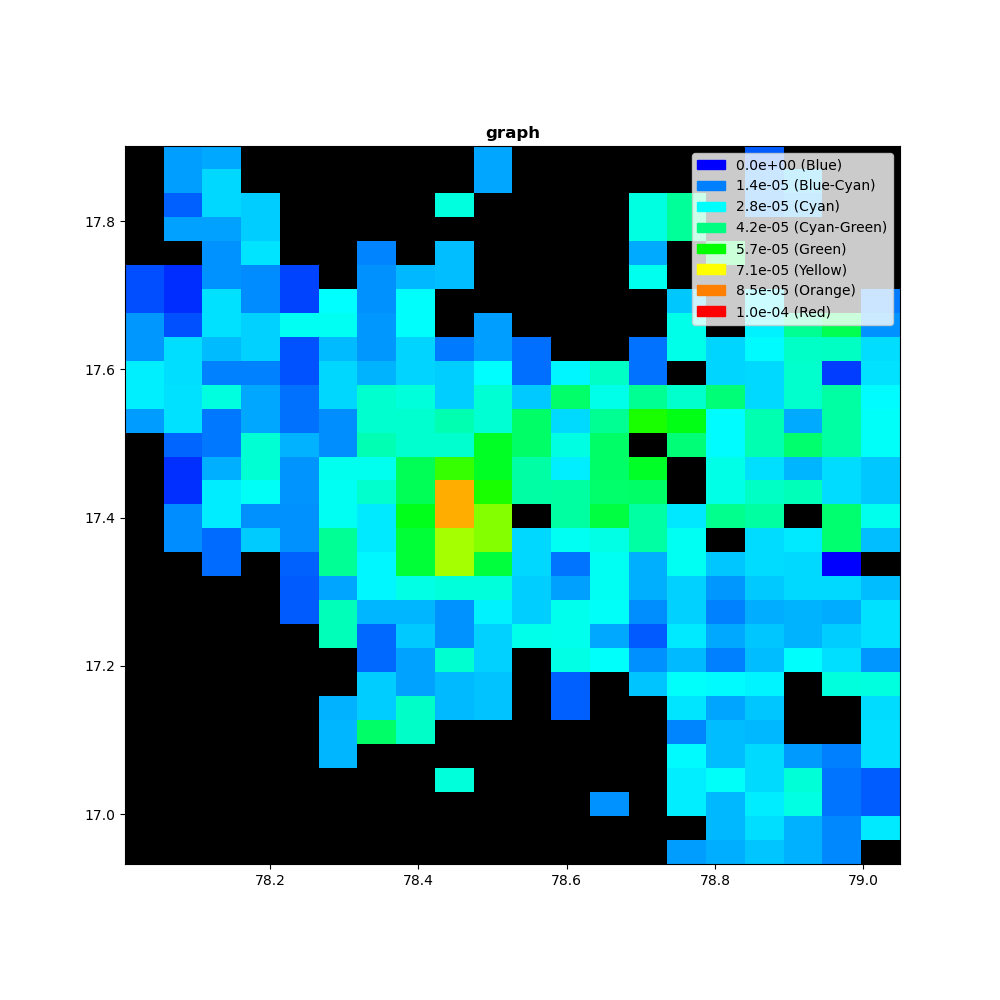 graph
0.0e+00 (Blue)
1.4e-05 (Blue-Cyan)
2.8e-05 (Cyan)
4.2e-05 (Cyan-Green)
5.7e-05 (Green)
7.1e-05 (Yellow)
8.5e-05 (Orange)
1.0e-04 (Red)
17.8
17.6
17.4
17.2
17.0
78.2 78.4 78.6 78.8 79.0